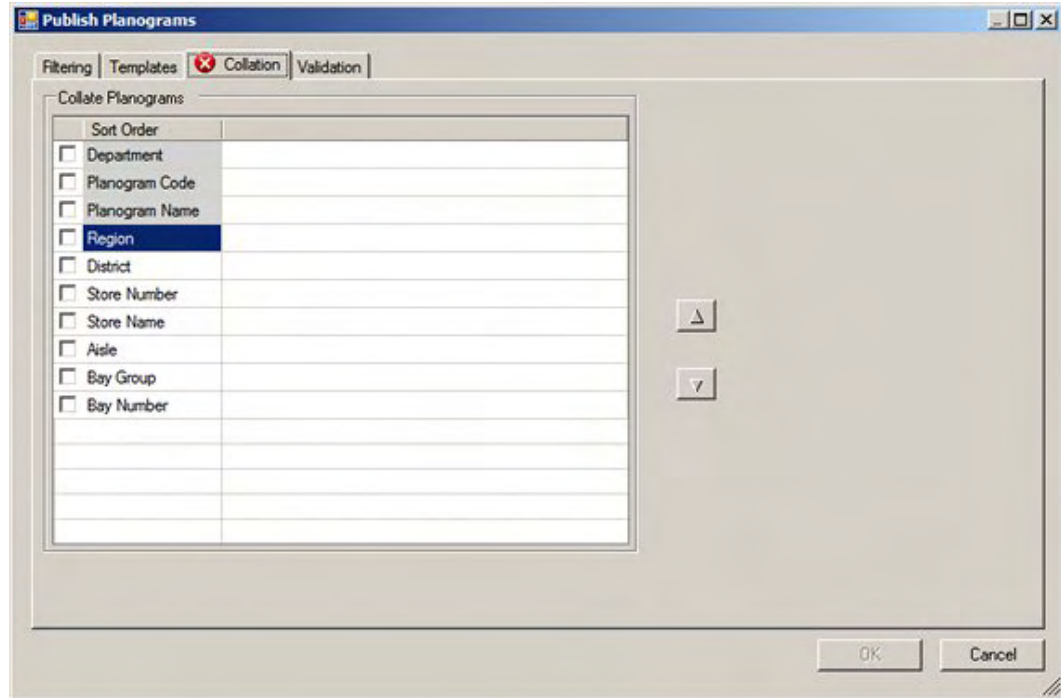 Publish Planograms
Filtering Templates Collation Validation
Collate Planograms
Sort Order
Department
Planogram Code
Planogram Name
Region
District
Store Number
Store Name
Aisle
Bay Group
Bay Number
OK Cancel